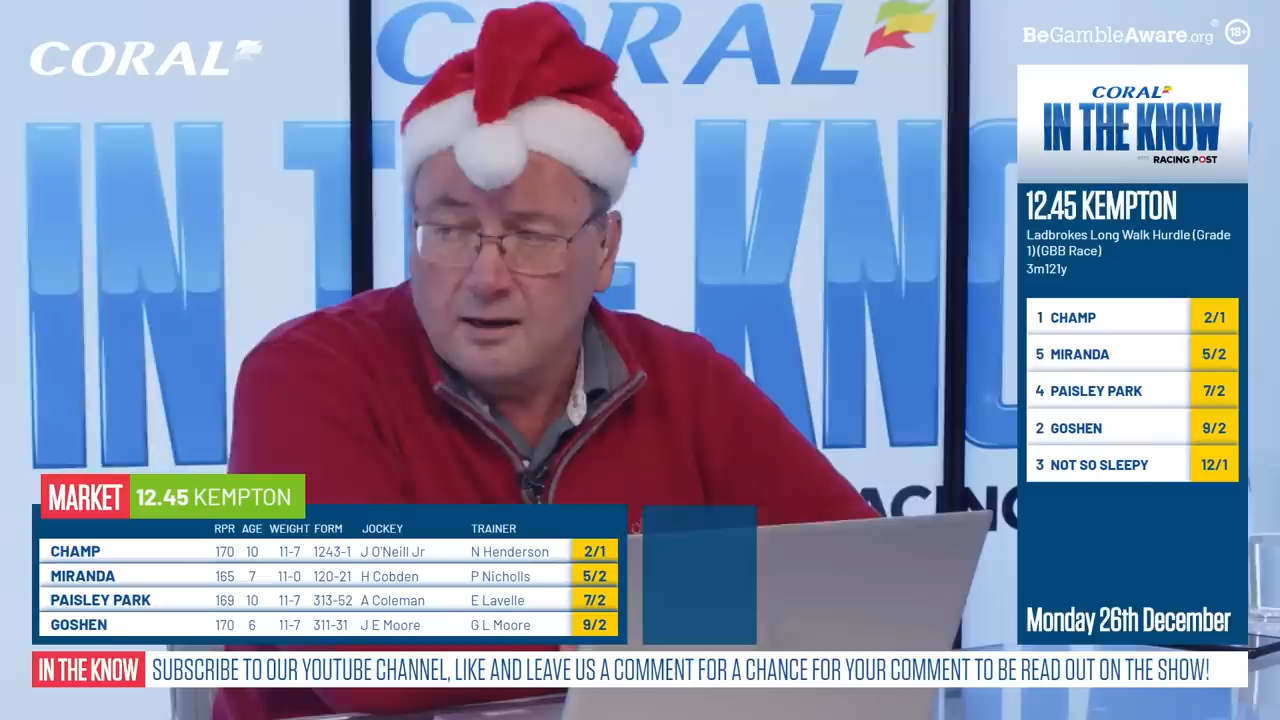 CORAL
CORAL
BeGambleAware.org 18+
IN THE KNOW
CORAL
IN THE KNOW
WITH RACING POST
12.45 KEMPTON
Ladbrokes Long Walk Hurdle (Grade
1) (GBB Race)
3m121y
1 CHAMP 2/1
5 MIRANDA 5/2
4 PAISLEY PARK 7/2
2 GOSHEN 9/2
3 NOT SO SLEEPY 12/1
Monday 26th December
RACING
MARKET 12.45 KEMPTON
RPR AGE WEIGHT FORM JOCKEY TRAINER
CHAMP 170 10 11-7 1243-1 J O'Neill Jr N Henderson 2/1
MIRANDA 165 7 11-0 120-21 H Cobden P Nicholls 5/2
PAISLEY PARK 169 10 11-7 313-52 A Coleman E Lavelle 7/2
GOSHEN 170 6 11-7 311-31 J E Moore G L Moore 9/2
IN THE KNOW SUBSCRIBE TO OUR YOUTUBE CHANNEL, LIKE AND LEAVE US A COMMENT FOR A CHANCE FOR YOUR COMMENT TO BE READ OUT ON THE SHOW!